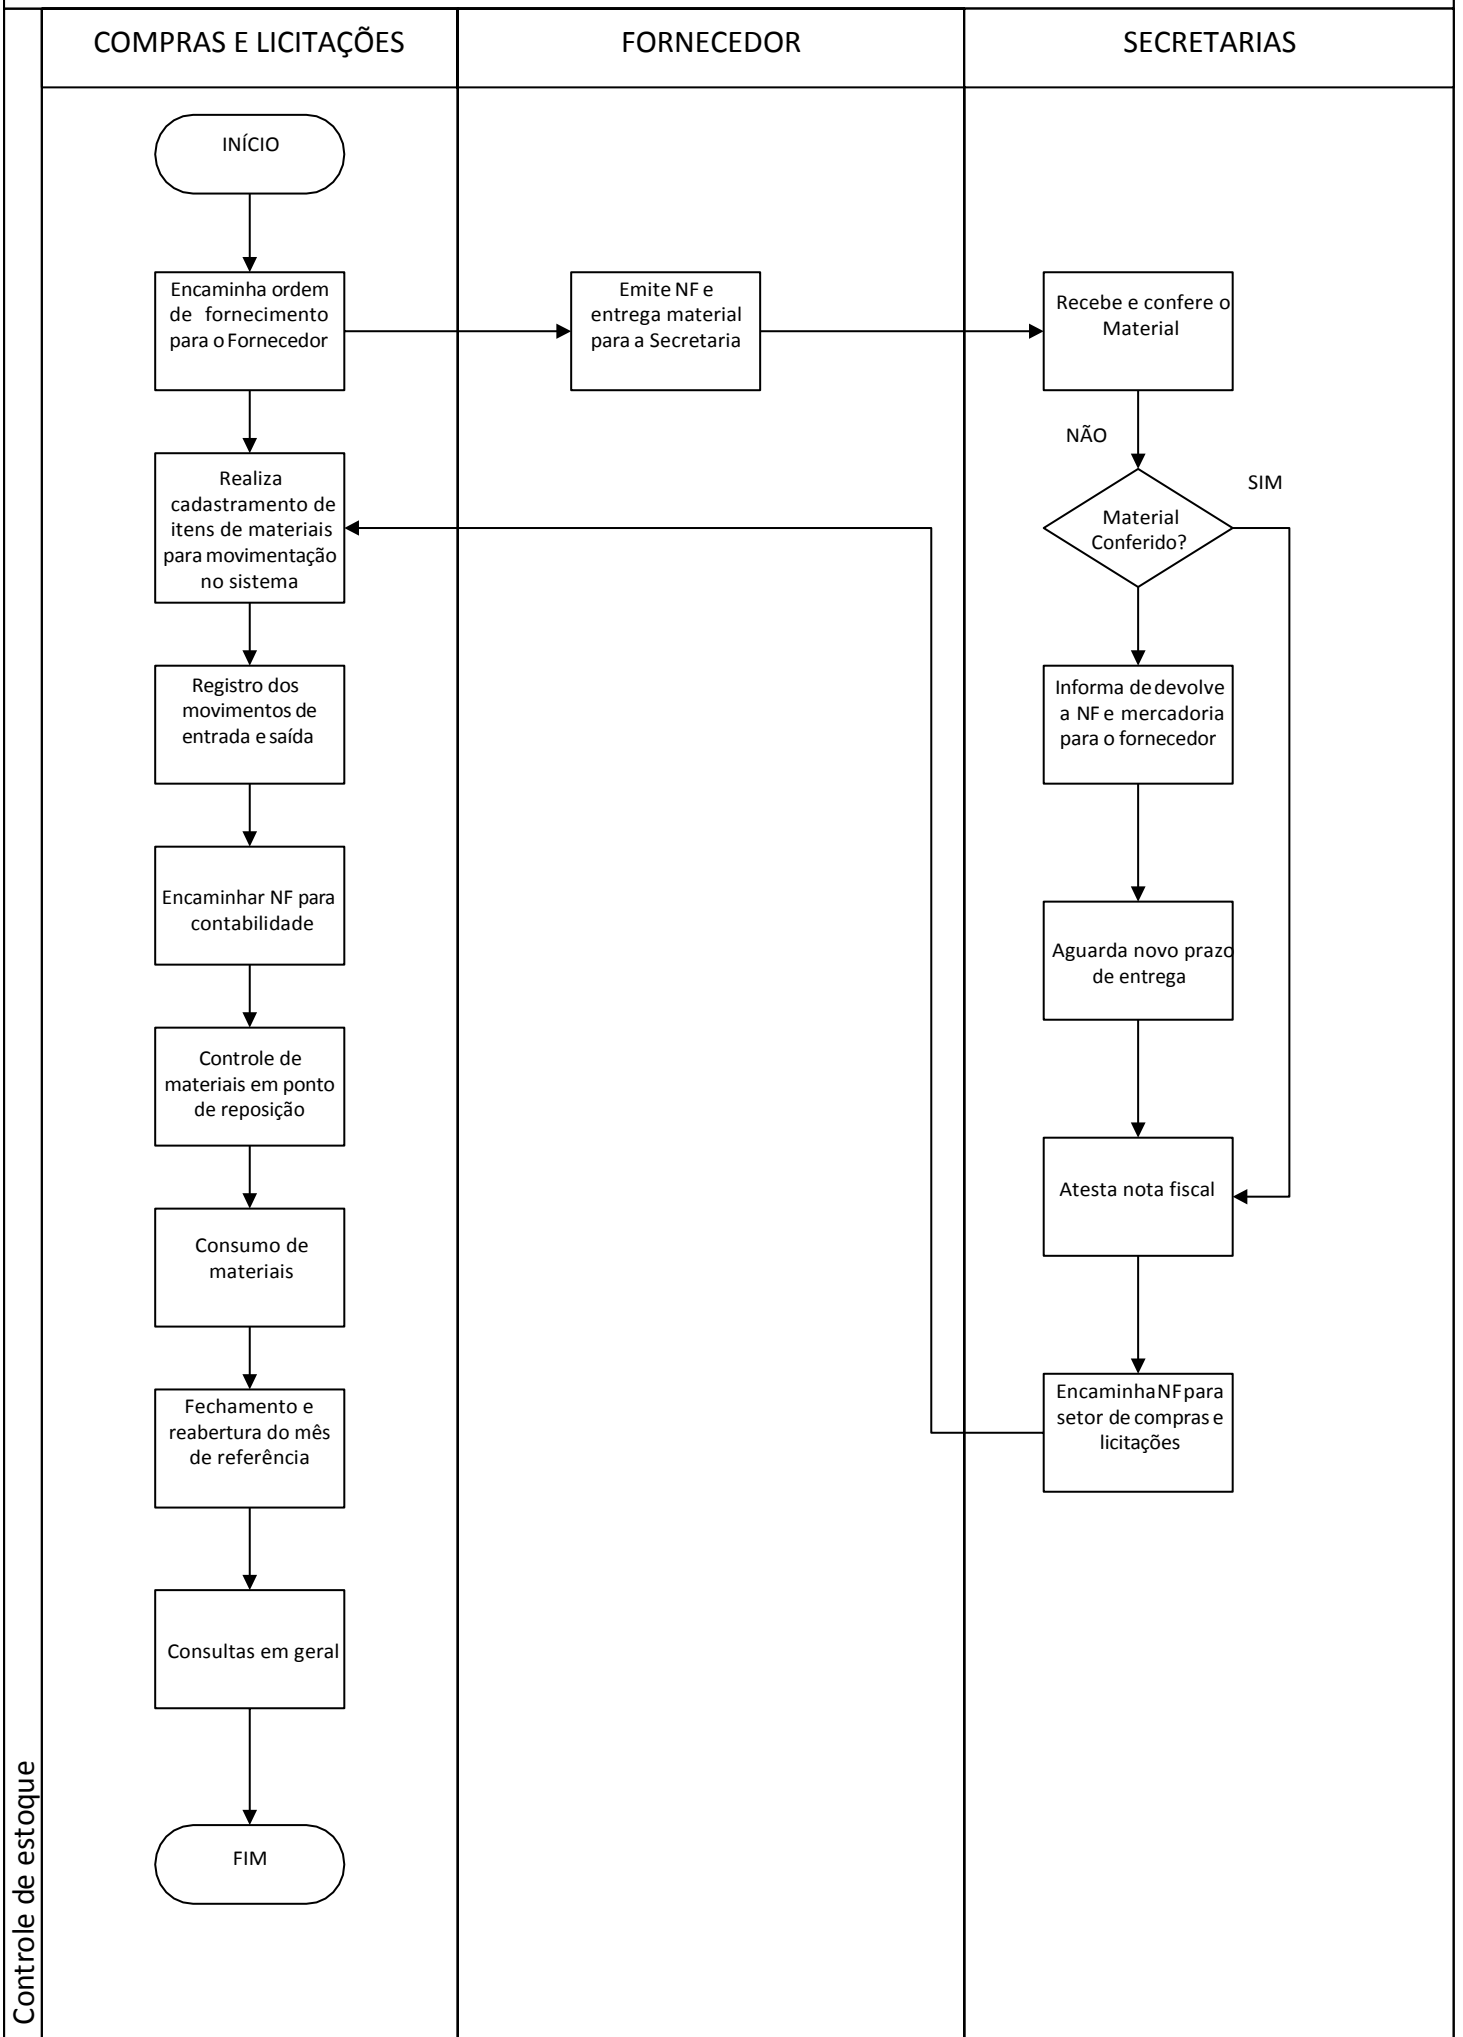 COMPRAS E LICITAÇÕES
FORNECEDOR
SECRETARIAS
INÍCIO
Encaminha ordem
de fornecimento
para o Fornecedor
Emite NF e
entrega material
para a Secretaria
Recebe e confere o
Material
NÃO
SIM
Material
Conferido?
Realiza
cadastramento de
itens de materiais
para movimentação
no sistema
Registro dos
movimentos de
entrada e saída
Informa de devolve
a NF e mercadoria
para o fornecedor
Encaminhar NF para
contabilidade
Aguarda novo prazo
de entrega
Controle de
materiais em ponto
de reposição
Atesta nota fiscal
Consumo de
materiais
Fechamento e
reabertura do mês
de referência
Encaminha NF para
setor de compras e
licitações
Consultas em geral
FIM
Controle de estoque